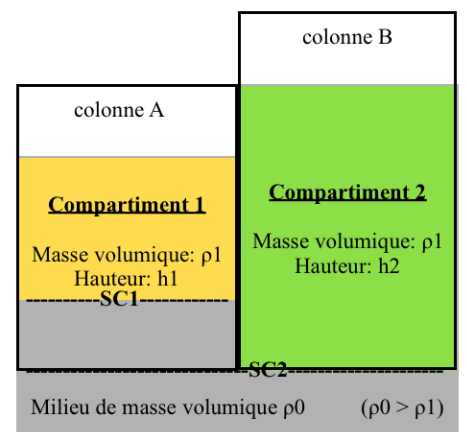 colonne B
colonne A
Compartiment 1
Masse volumique: ρ1
Hauteur: h1
Compartiment 2
Masse volumique: ρ1
Hauteur: h2
SC1
SC2
Milieu de masse volumique ρ0 (ρ0 > ρ1)